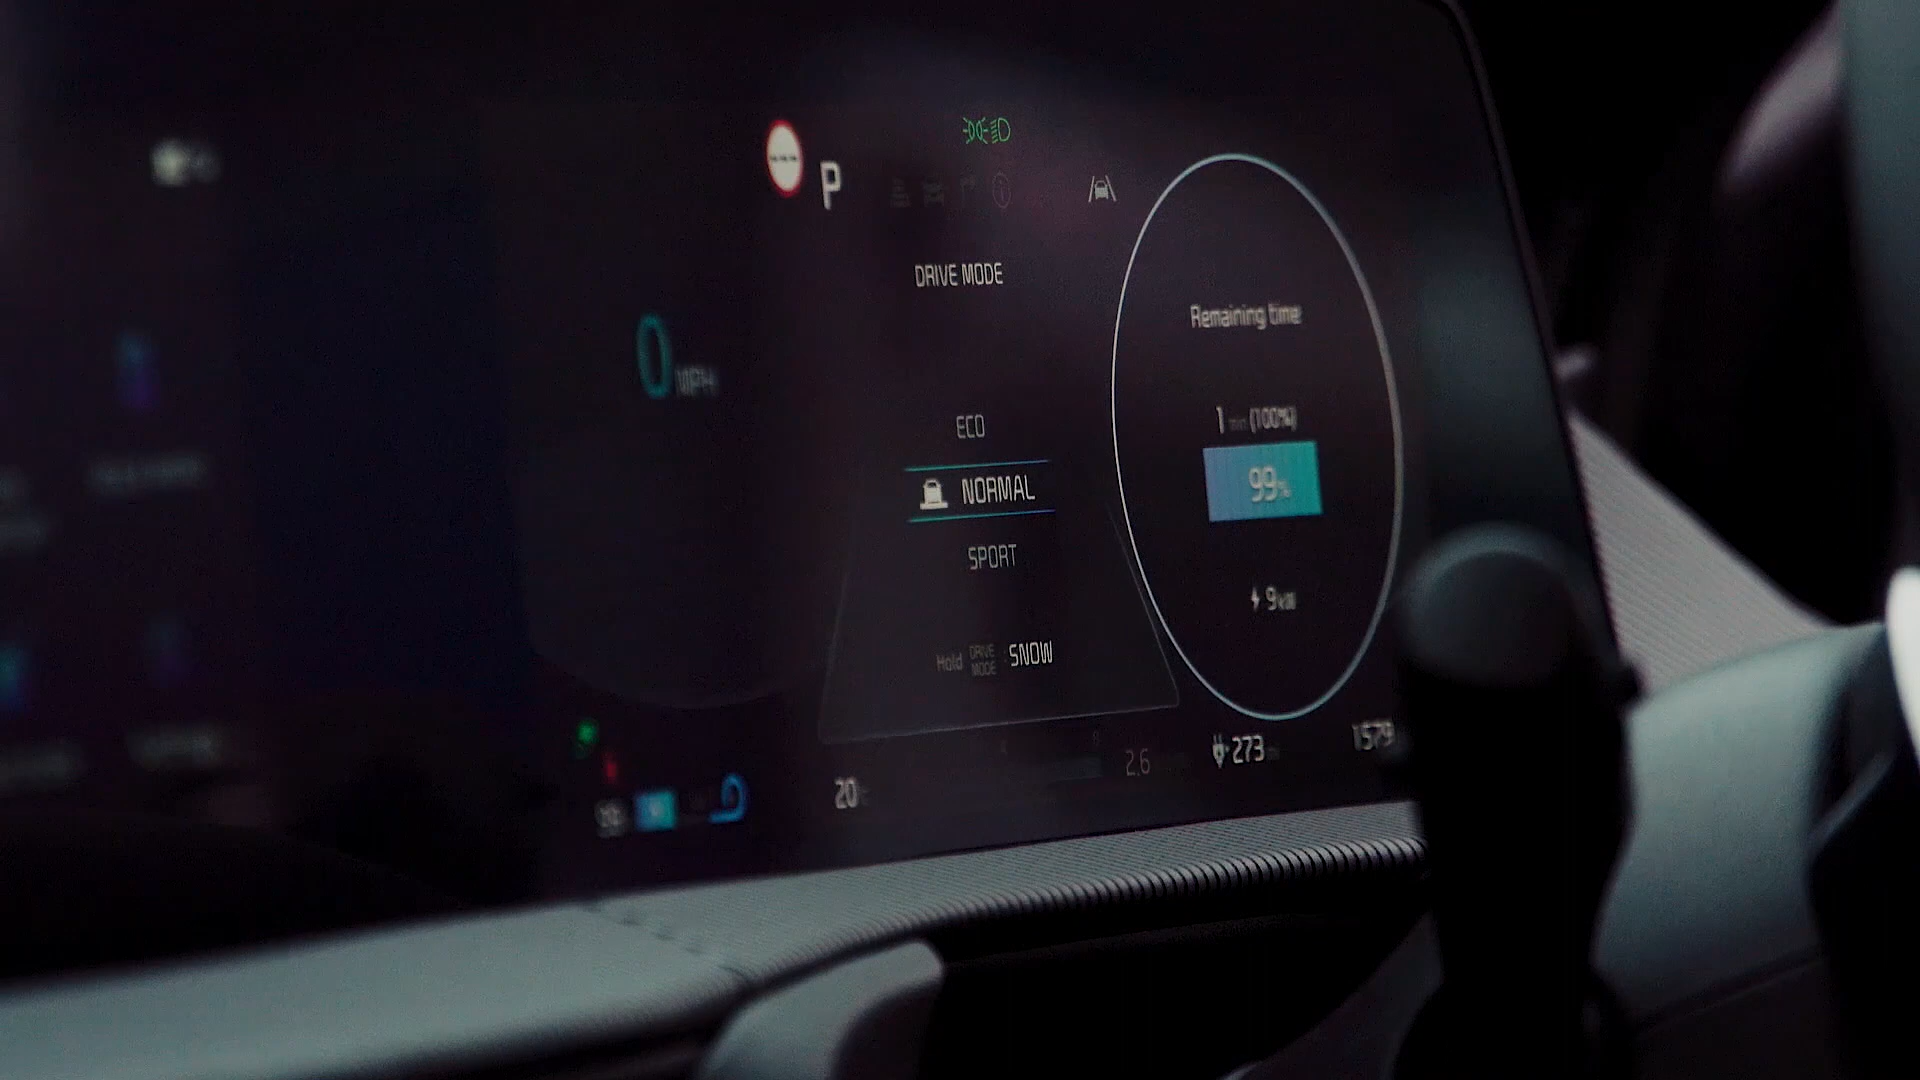 P
DRIVE MODE
0 MPH
ECO
NORMAL
SPORT
Hold DRIVE MODE : SNOW
Remaining time
1 min (100%)
99%
9 kW
20
2.6
273
1579